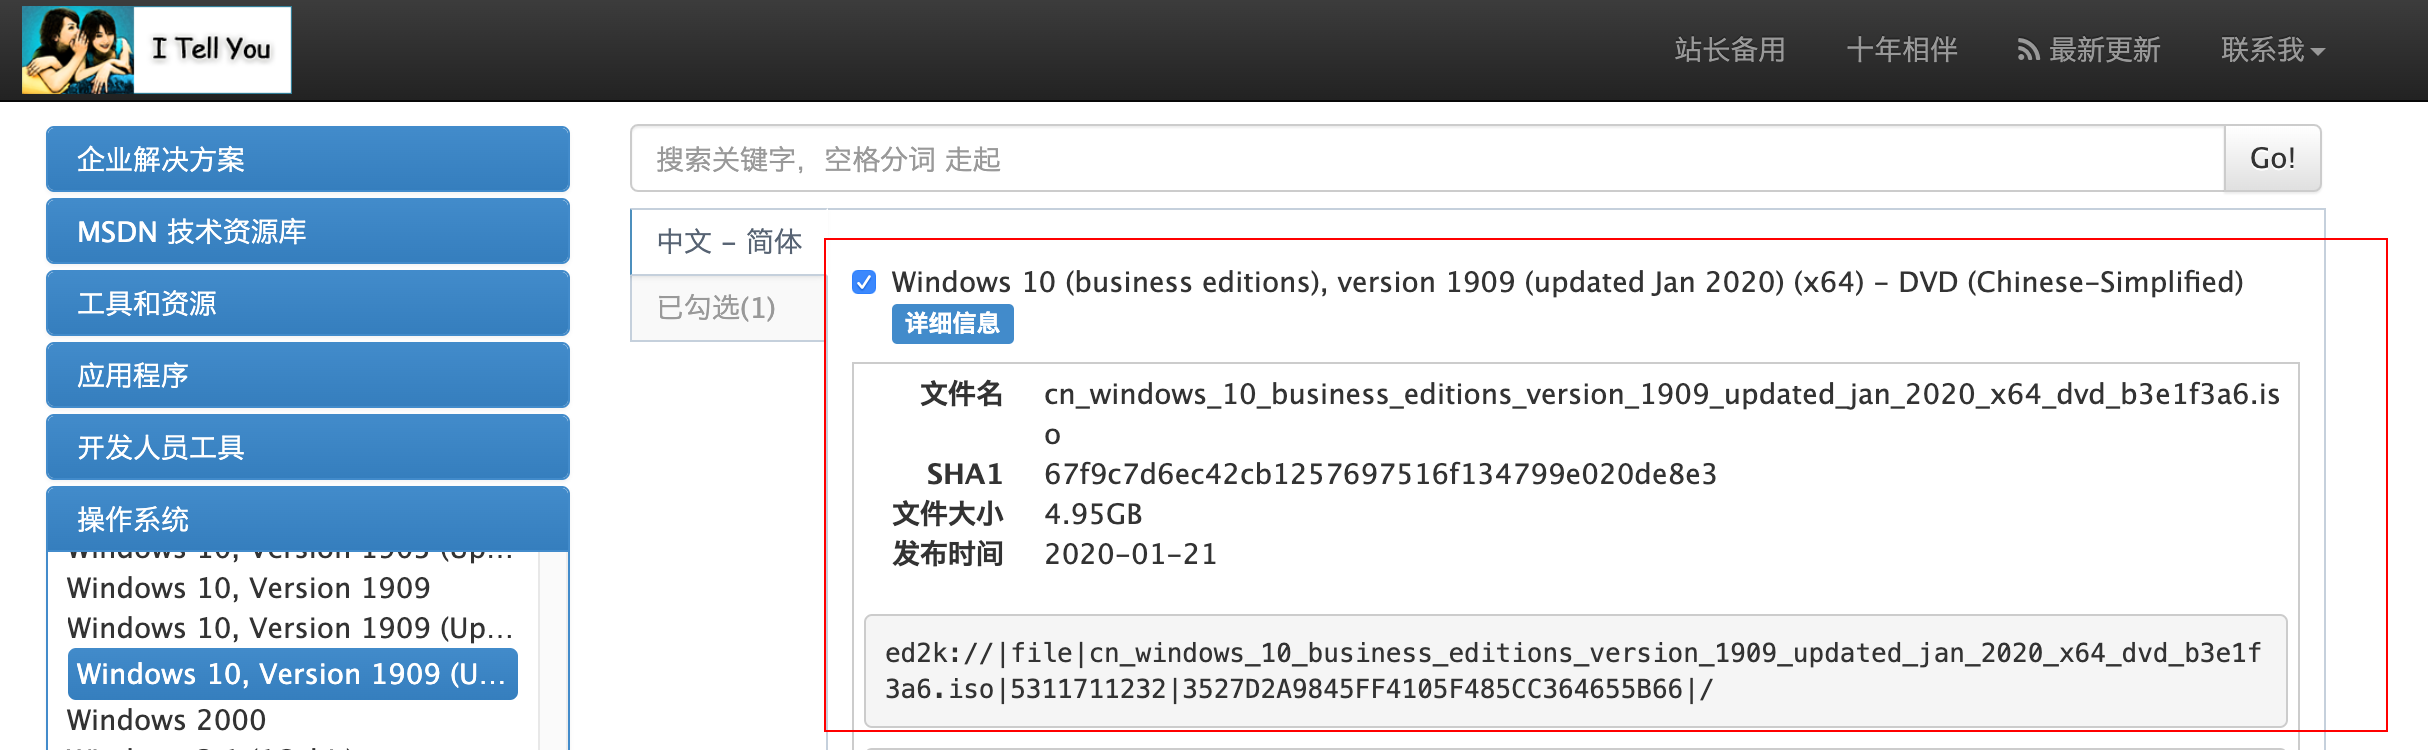 I Tell You
站长备用
十年相伴
最新更新
联系我
企业解决方案
MSDN 技术资源库
工具和资源
应用程序
开发人员工具
操作系统
Windows 10, Version 1909
Windows 10, Version 1909 (Up...
Windows 10, Version 1909 (U...
Windows 2000
搜索关键字，空格分词 走起
Go!
中文 - 简体
已勾选(1)
Windows 10 (business editions), version 1909 (updated Jan 2020) (x64) - DVD (Chinese-Simplified)
详细信息
文件名 cn_windows_10_business_editions_version_1909_updated_jan_2020_x64_dvd_b3e1f3a6.is
o
SHA1 67f9c7d6ec42cb1257697516f134799e020de8e3
文件大小 4.95GB
发布时间 2020-01-21
ed2k://|file|cn_windows_10_business_editions_version_1909_updated_jan_2020_x64_dvd_b3e1f
3a6.iso|5311711232|3527D2A9845FF4105F485CC364655B66|/